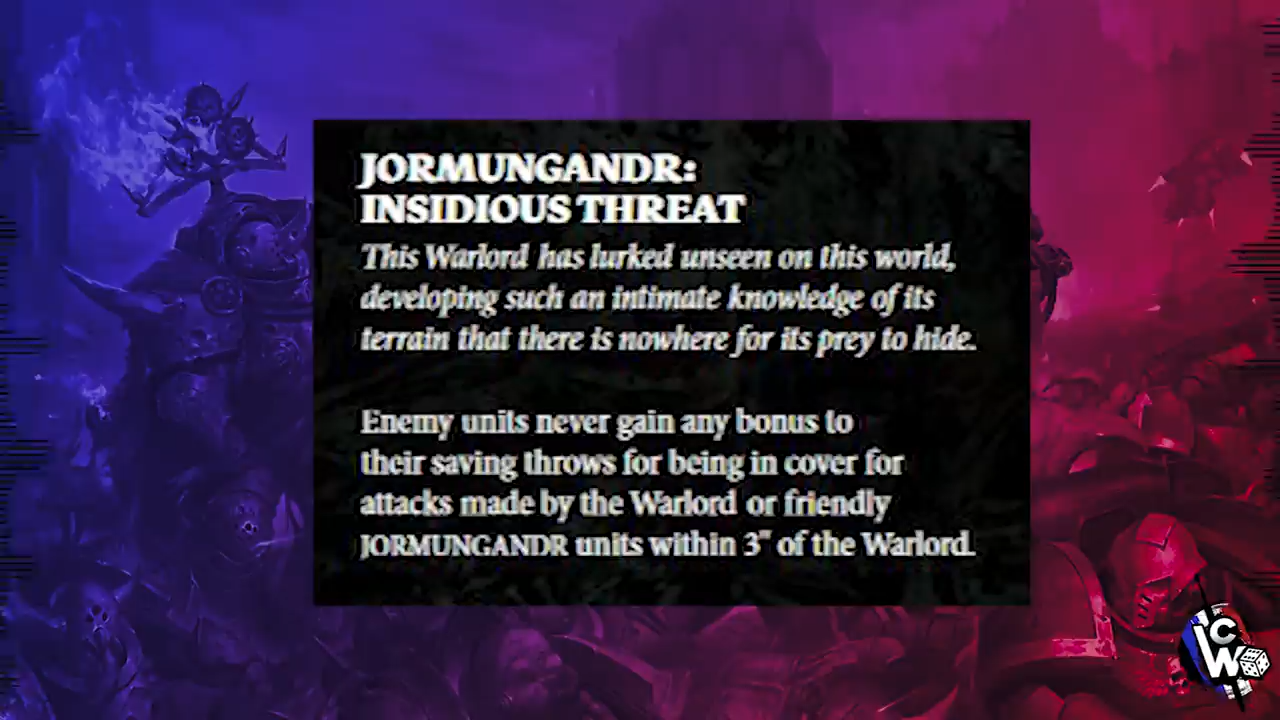 JORMUNGANDR:
INSIDIOUS THREAT
This Warlord has lurked unseen on this world,
developing such an intimate knowledge of its
terrain that there is nowhere for its prey to hide.
Enemy units never gain any bonus to
their saving throws for being in cover for
attacks made by the Warlord or friendly
JORMUNGANDR units within 3" of the Warlord.
ICW